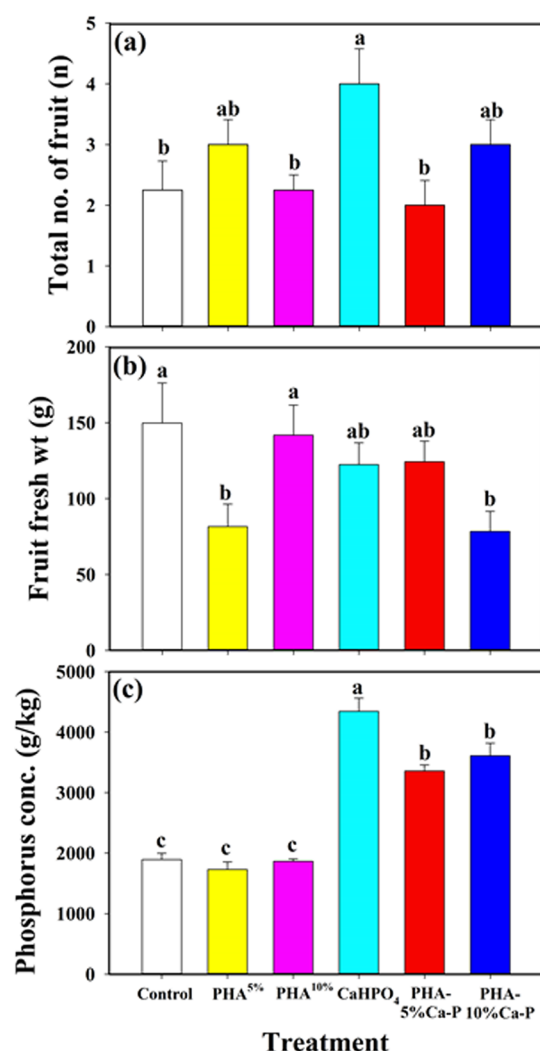 (a)
Total no. of fruit (n)
5
4
3
2
1
0
b
ab
b
a
b
ab
(b)
Fruit fresh wt (g)
200
150
100
50
0
a
b
a
ab
ab
b
(c)
Phosphorus conc. (g/kg)
5000
4000
3000
2000
1000
0
c
c
c
a
b
b
Control
PHA⁵%
PHA¹⁰%
CaHPO₄
PHA-
5%Ca-P
PHA-
10%Ca-P
Treatment